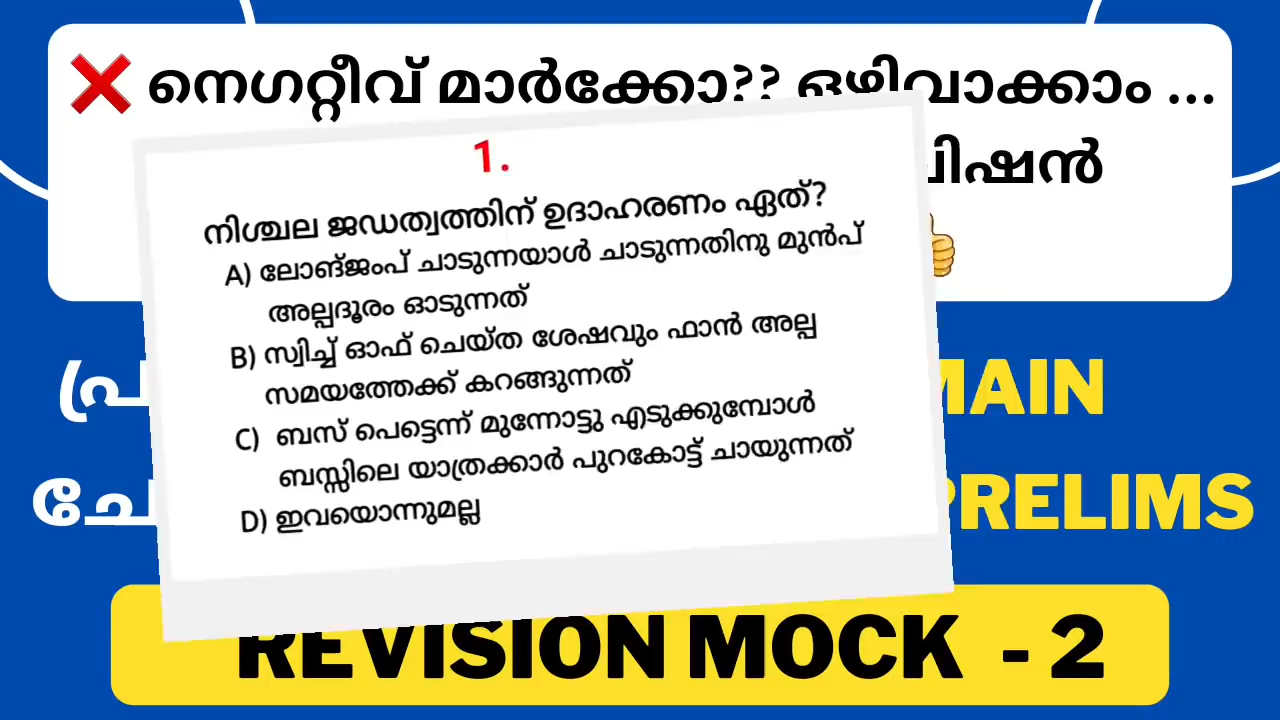 ❌ നെഗറ്റീവ് മാർക്കോ?? ഒഴിവാക്കാം ...
1.
നിശ്ചല ജഡത്വത്തിന് ഉദാഹരണം ഏത്?
A) ലോങ്ജംപ് ചാടുന്നയാൾ ചാടുന്നതിനു മുൻപ്
അല്പദൂരം ഓടുന്നത്
B) സ്വിച്ച് ഓഫ് ചെയ്ത ശേഷവും ഫാൻ അല്പ
സമയത്തേക്ക് കറങ്ങുന്നത്
C) ബസ് പെട്ടെന്ന് മുന്നോട്ടു എടുക്കുമ്പോൾ
ബസ്സിലെ യാത്രക്കാർ പുറകോട്ട് ചായുന്നത്
D) ഇവയൊന്നുമല്ല
MAIN
PRELIMS
REVISION MOCK - 2